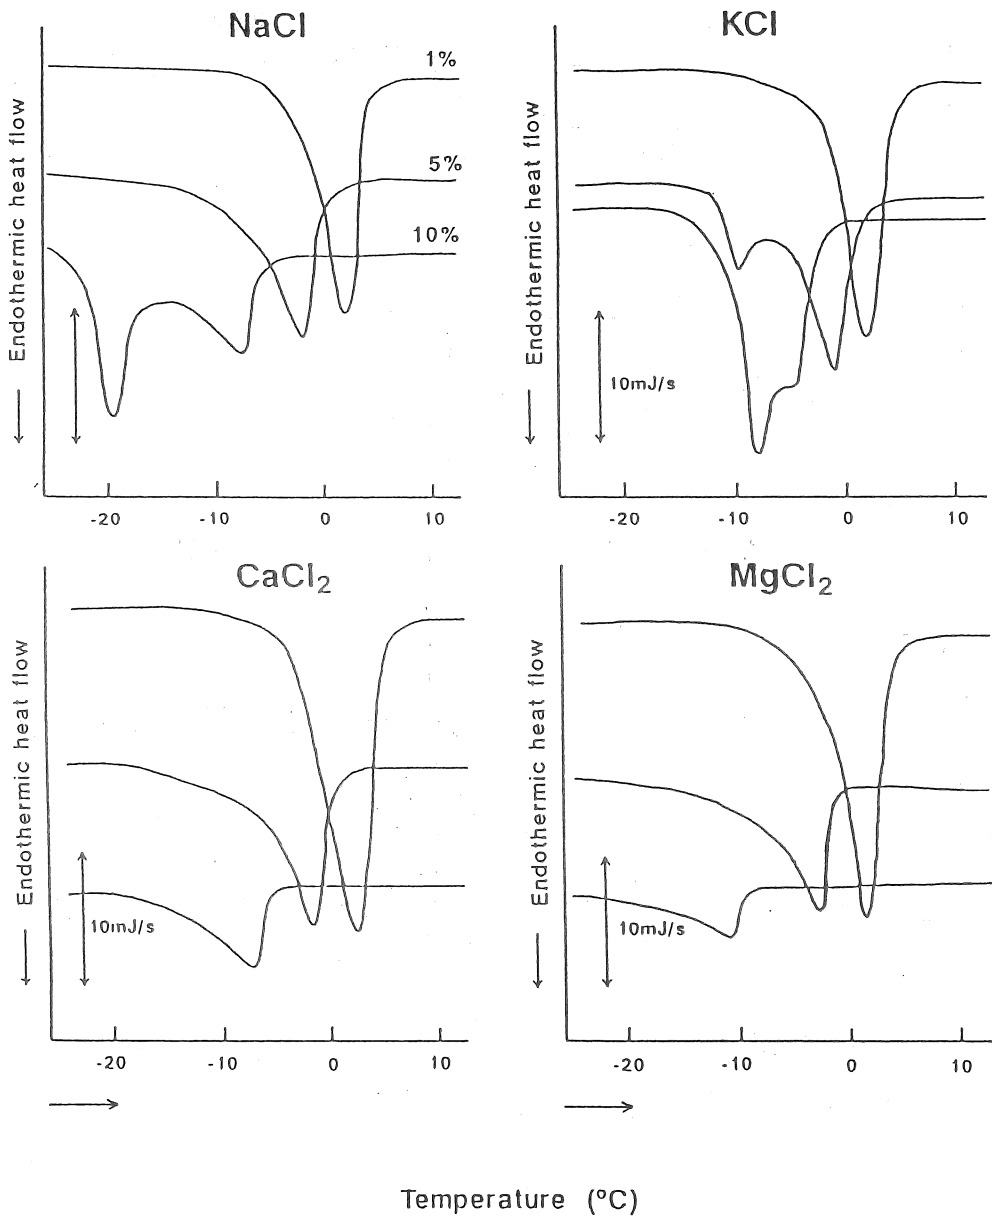 NaCl
1%
5%
10%
Endothermic heat flow
-20 -10 0 10
KCl
Endothermic heat flow
10mJ/s
-20 -10 0 10
CaCl2
Endothermic heat flow
10mJ/s
-20 -10 0 10
MgCl2
Endothermic heat flow
10mJ/s
-20 -10 0 10
Temperature (ºC)